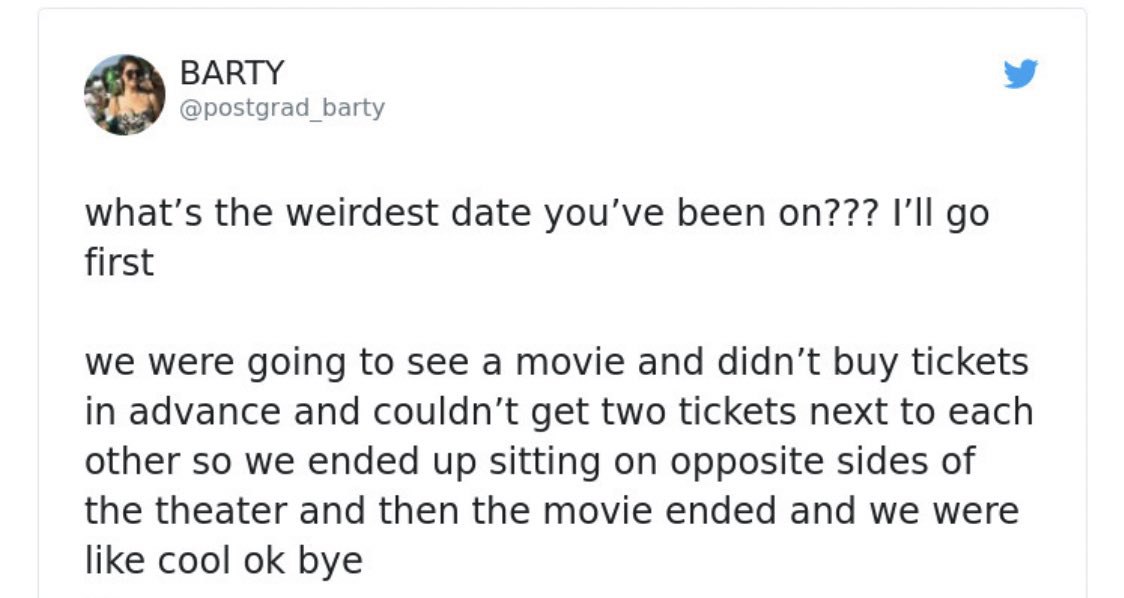 BARTY
@postgrad_barty
what’s the weirdest date you’ve been on??? I’ll go
first
we were going to see a movie and didn’t buy tickets
in advance and couldn’t get two tickets next to each
other so we ended up sitting on opposite sides of
the theater and then the movie ended and we were
like cool ok bye